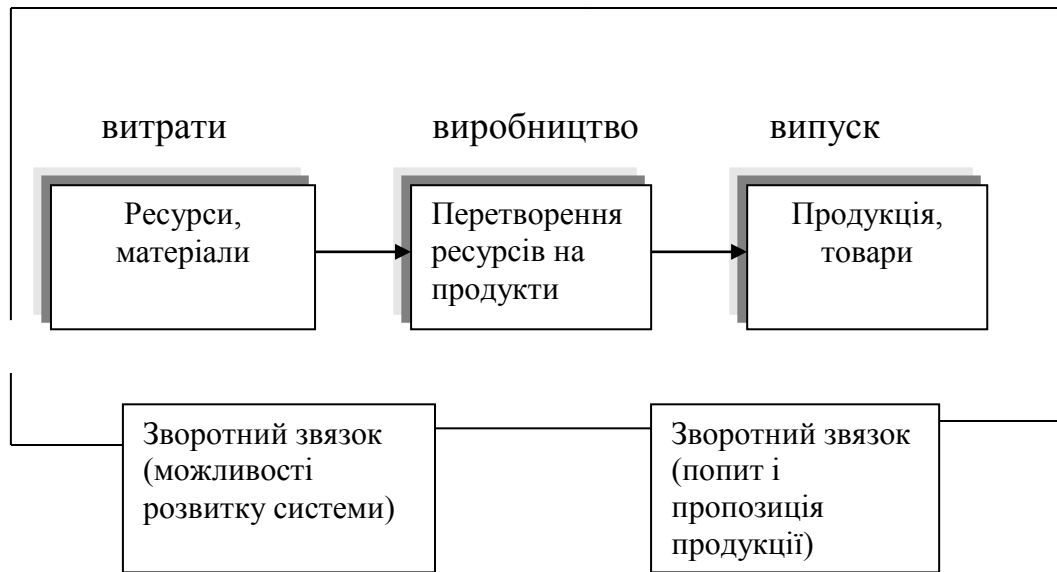 витрати
виробництво
випуск
Ресурси,
матеріали
Перетворення
ресурсів на
продукти
Продукція,
товари
Зворотний звязок
(можливості
розвитку системи)
Зворотний звязок
(попит і
пропозиція
продукції)